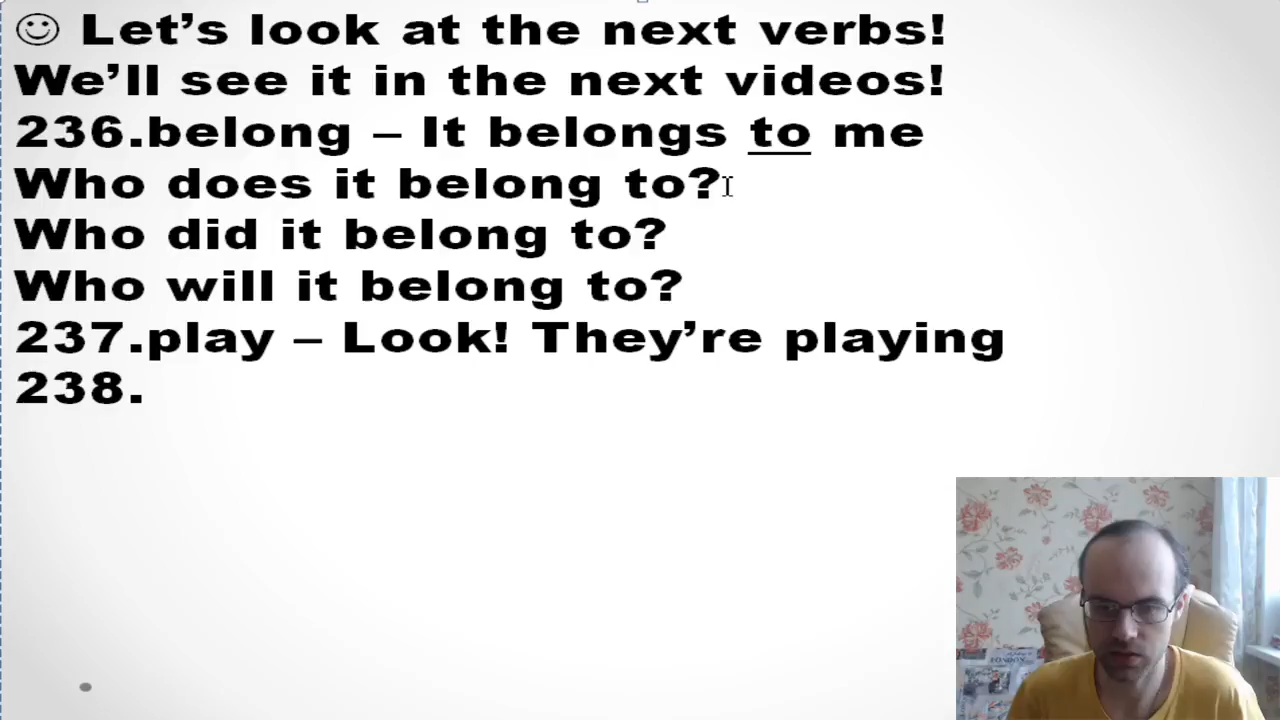 ☺ Let’s look at the next verbs!
We’ll see it in the next videos!
236.belong – It belongs to me
Who does it belong to?
Who did it belong to?
Who will it belong to?
237.play – Look! They’re playing
238.
LONDON